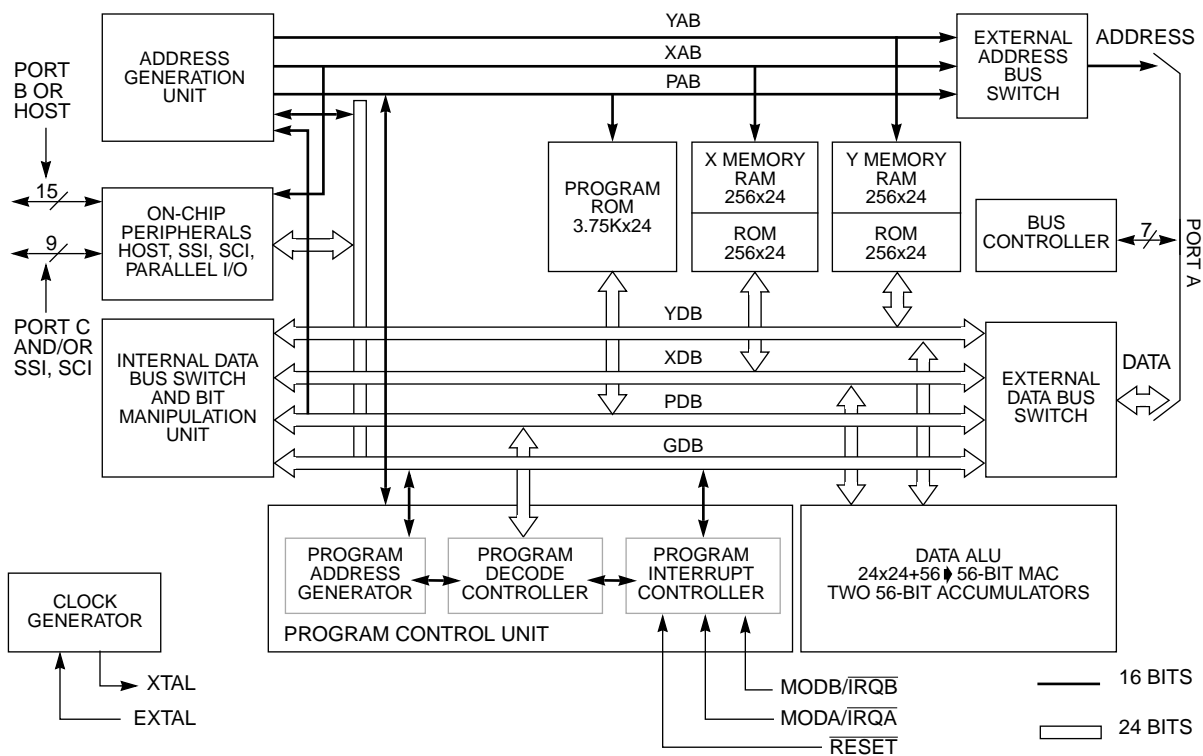 YAB
XAB
PAB
ADDRESS
GENERATION
UNIT
EXTERNAL
ADDRESS
BUS
SWITCH
ADDRESS
PORT
B OR
HOST
15
9
ON-CHIP
PERIPHERALS
HOST, SSI, SCI,
PARALLEL I/O
PORT C
AND/OR
SSI, SCI
PROGRAM
ROM
3.75Kx24
X MEMORY
RAM
256x24
ROM
256x24
Y MEMORY
RAM
256x24
ROM
256x24
BUS
CONTROLLER
7
PORT A
INTERNAL DATA
BUS SWITCH
AND BIT
MANIPULATION
UNIT
YDB
XDB
PDB
GDB
EXTERNAL
DATA BUS
SWITCH
DATA
PROGRAM
ADDRESS
GENERATOR
PROGRAM
DECODE
CONTROLLER
PROGRAM
INTERRUPT
CONTROLLER
PROGRAM CONTROL UNIT
DATA ALU
24x24+56 56-BIT MAC
TWO 56-BIT ACCUMULATORS
CLOCK
GENERATOR
XTAL
EXTAL
MODB/IRQB
MODA/IRQA
RESET
16 BITS
24 BITS